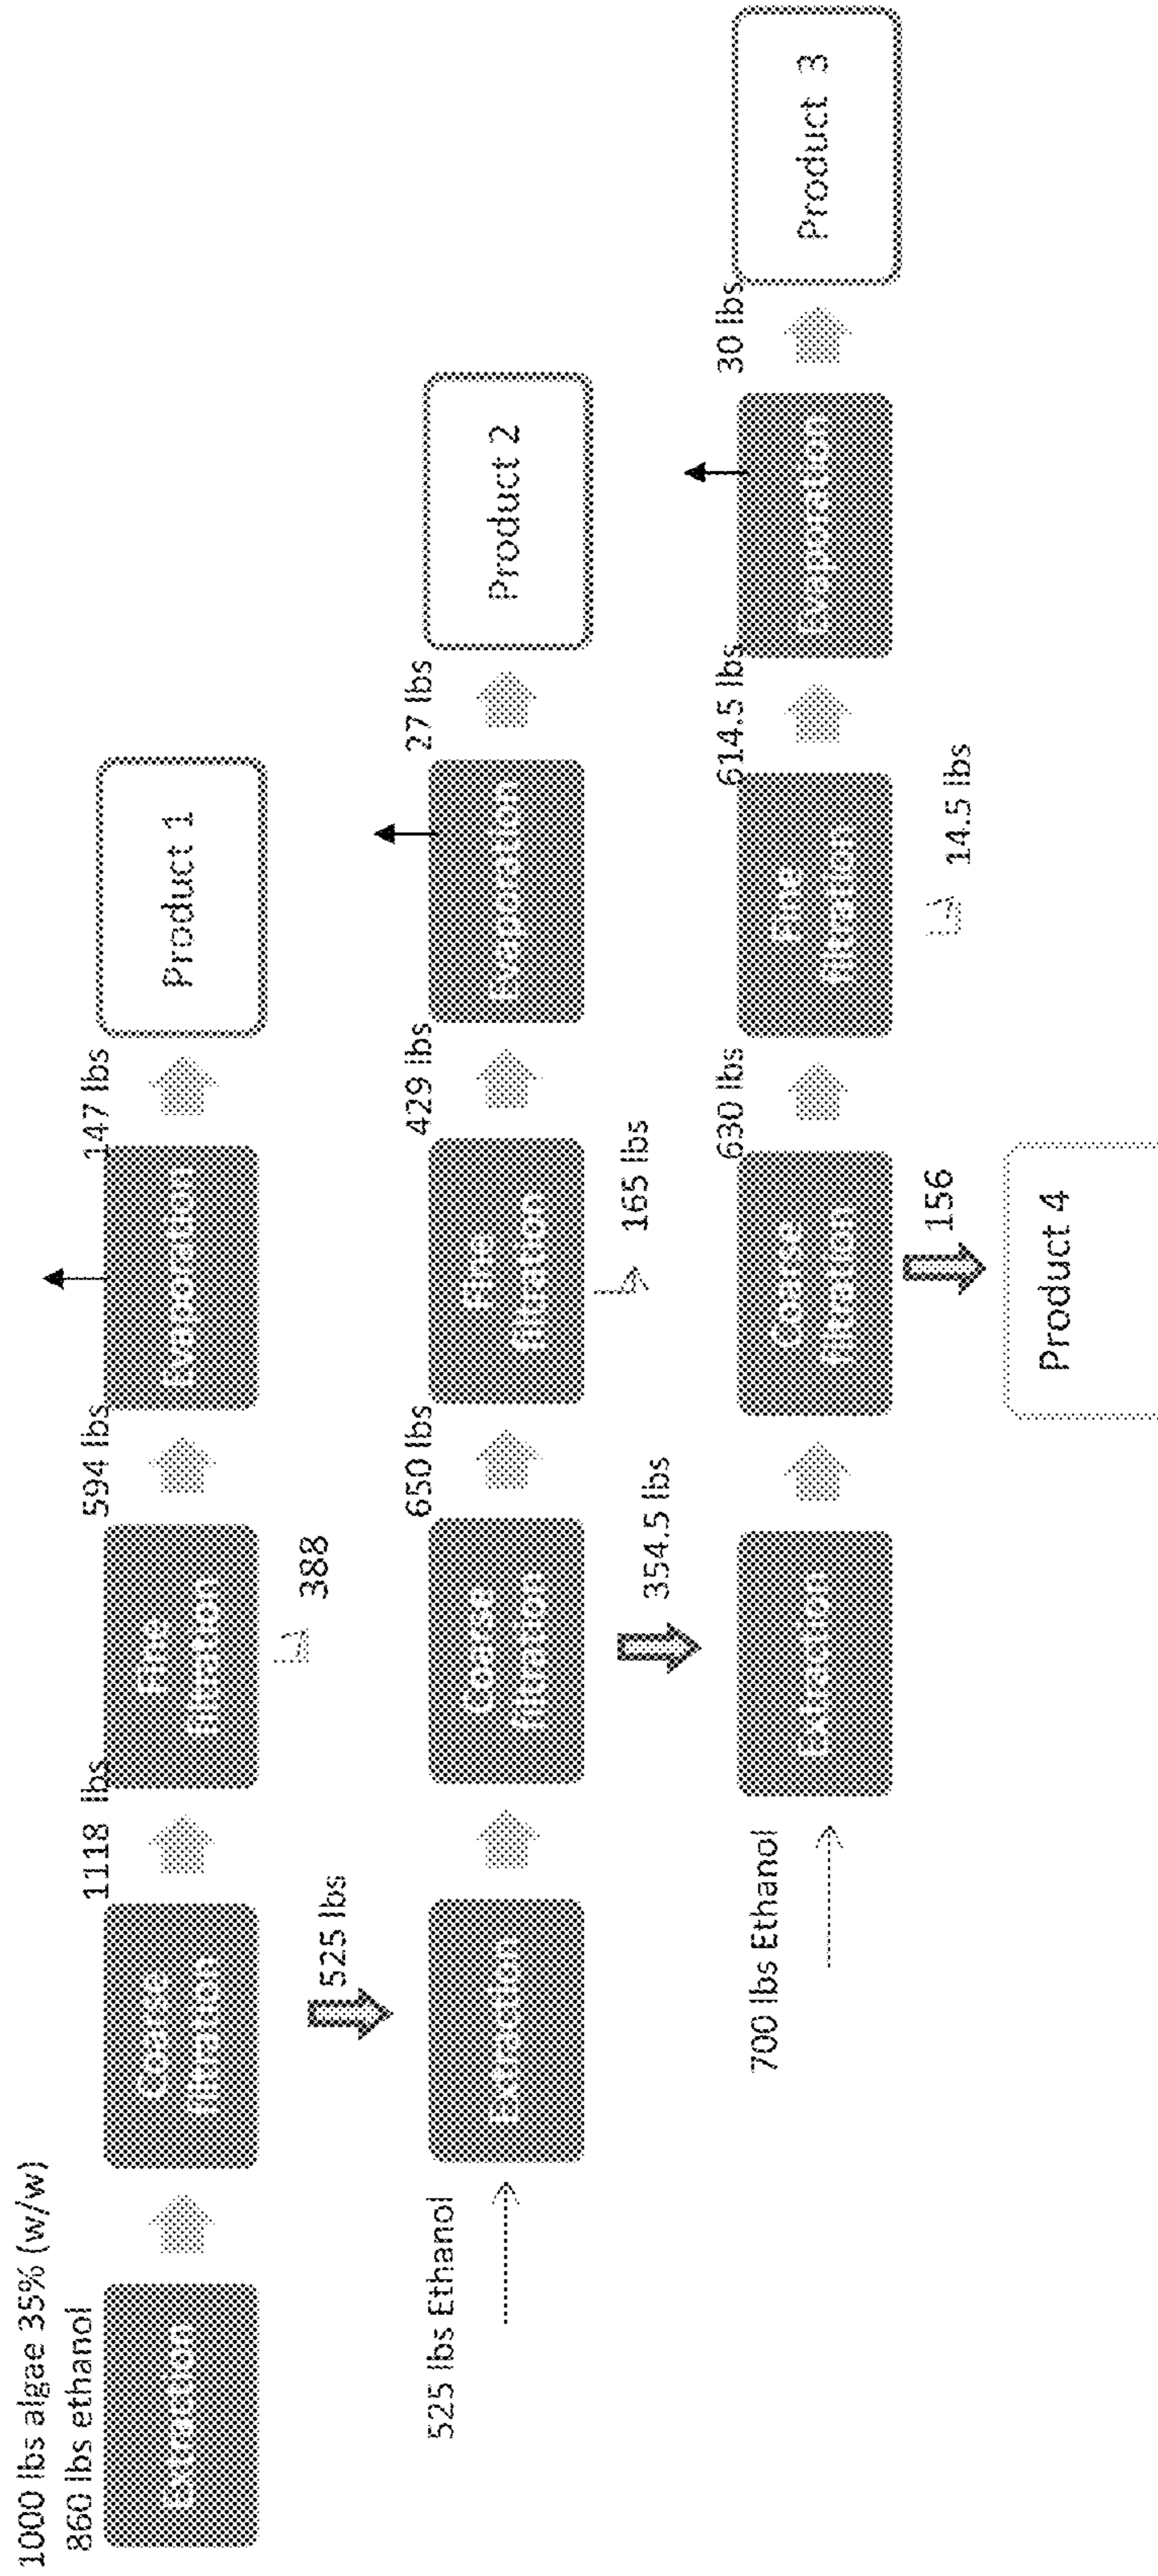 1000 lbs algae 35% (w/w)
860 lbs ethanol
Extraction
Coarse
filtration
1118 lbs
Fine
filtration
594 lbs
Evaporation
147 lbs
Product 1
388
525 lbs
525 lbs Ethanol
Extraction
Coarse
filtration
650 lbs
Fine
filtration
429 lbs
Evaporation
27 lbs
Product 2
165 lbs
354.5 lbs
700 lbs Ethanol
Extraction
Coarse
filtration
630 lbs
Fine
filtration
614.5 lbs
Evaporation
30 lbs
Product 3
14.5 lbs
156
Product 4